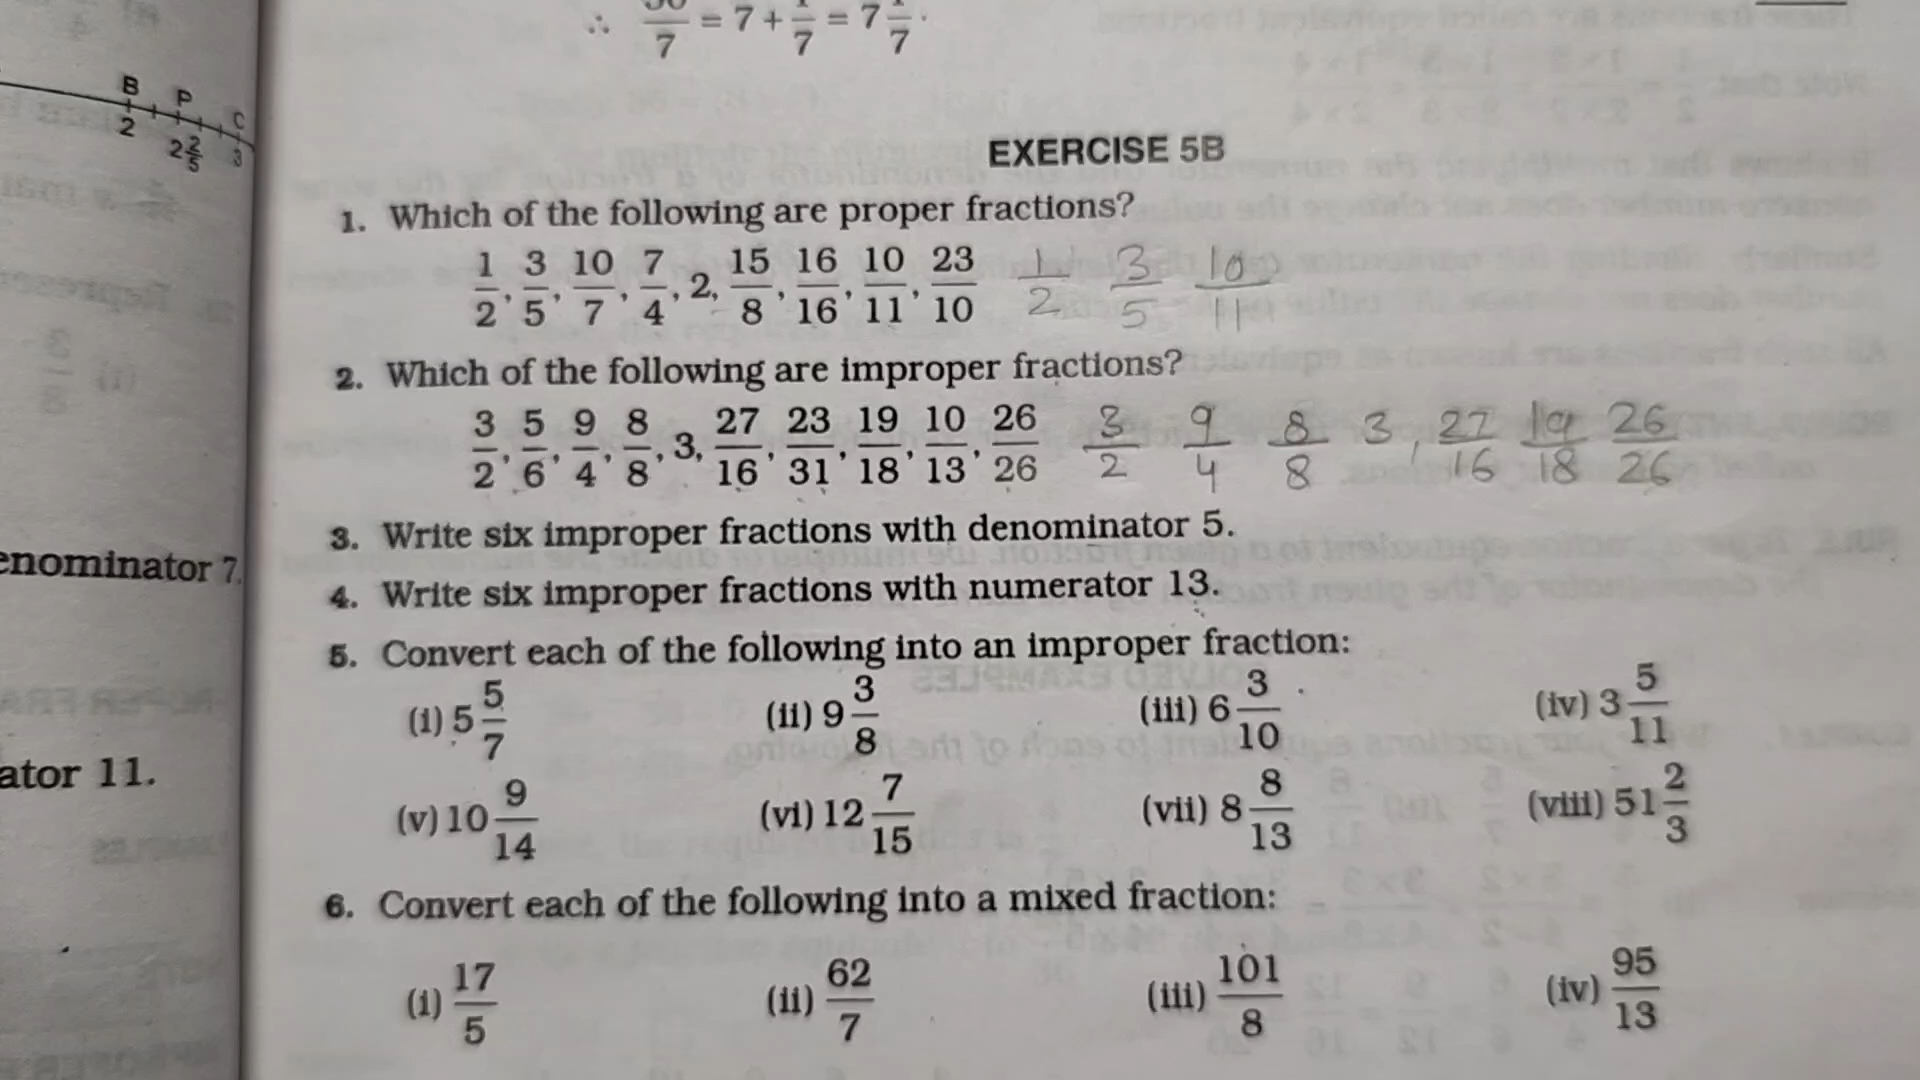 ∴ /7 = 7 + 1/7 = 7 1/7.
B P C
2 2 2/5 3
EXERCISE 5B
1. Which of the following are proper fractions?
1/2, 3/5, 10/7, 7/4, 2, 15/8, 16/16, 10/11, 23/10 1/2 3/5 10/11
2. Which of the following are improper fractions?
3/2, 5/6, 9/4, 8/8, 3, 27/16, 23/31, 19/18, 10/13, 26/26 3/2 9/4 8/8 3, 27/16 19/18 26/26
3. Write six improper fractions with denominator 5.
enominator 7.
4. Write six improper fractions with numerator 13.
5. Convert each of the following into an improper fraction:
(i) 5 5/7 (ii) 9 3/8 (iii) 6 3/10 (iv) 3 5/11
ator 11.
(v) 10 9/14 (vi) 12 7/15 (vii) 8 8/13 (viii) 51 2/3
6. Convert each of the following into a mixed fraction:
(i) 17/5 (ii) 62/7 (iii) 101/8 (iv) 95/13